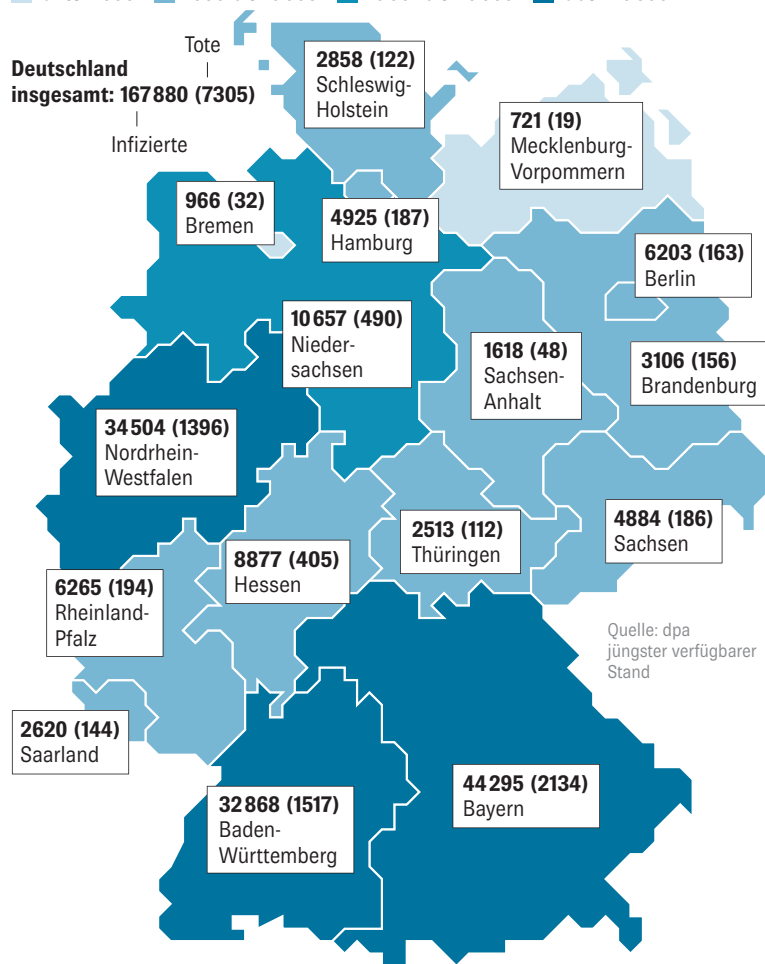 Tote
Deutschland
insgesamt: 167 880 (7305)
Infizierte
2858 (122)
Schleswig-
Holstein
721 (19)
Mecklenburg-
Vorpommern
966 (32)
Bremen
4925 (187)
Hamburg
6203 (163)
Berlin
10 657 (490)
Nieder-
sachsen
1618 (48)
Sachsen-
Anhalt
3106 (156)
Brandenburg
34 504 (1396)
Nordrhein-
Westfalen
8877 (405)
Hessen
2513 (112)
Thüringen
4884 (186)
Sachsen
6265 (194)
Rheinland-
Pfalz
Quelle: dpa
jüngster verfügbarer
Stand
2620 (144)
Saarland
32 868 (1517)
Baden-
Württemberg
44 295 (2134)
Bayern